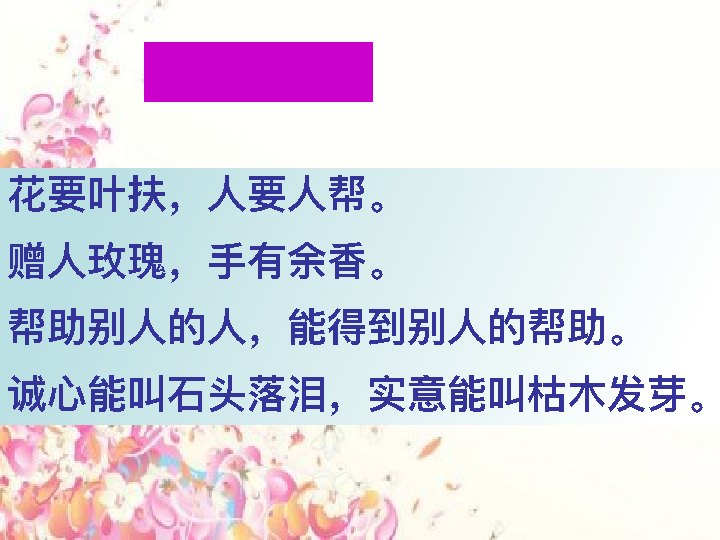 花要叶扶，人要人帮。
赠人玫瑰，手有余香。
帮助别人的人，能得到别人的帮助。
诚心能叫石头落泪，实意能叫枯木发芽。